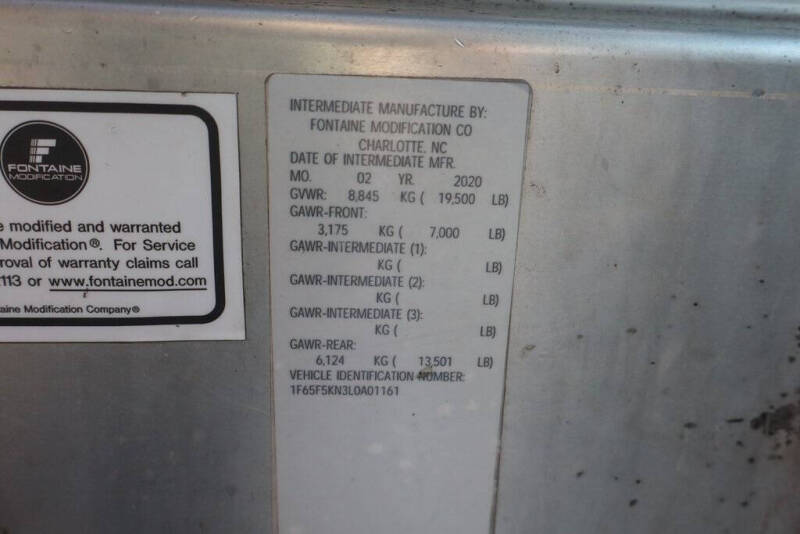 FONTAINE
MODIFICATION
modified and warranted
Modification®. For Service
roval of warranty claims call
113 or www.fontainemod.com
aine Modification Company®
INTERMEDIATE MANUFACTURE BY:
FONTAINE MODIFICATION CO
CHARLOTTE, NC
DATE OF INTERMEDIATE MFR.
MO. 02 YR. 2020
GVWR: 8,845 KG ( 19,500 LB)
GAWR-FRONT:
3,175 KG ( 7,000 LB)
GAWR-INTERMEDIATE (1):
KG ( LB)
GAWR-INTERMEDIATE (2):
KG ( LB)
GAWR-INTERMEDIATE (3):
KG ( LB)
GAWR-REAR:
6,124 KG ( 13,501 LB)
VEHICLE IDENTIFICATION NUMBER:
1F65F5KN3L0A01161